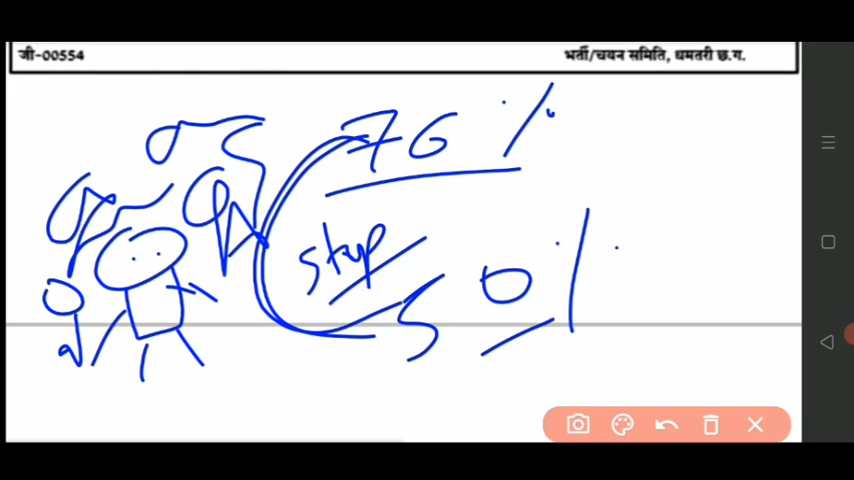 जी-00554 भर्ती/चयन समिति, धमतरी छ.ग.
76 %
stop
50 %